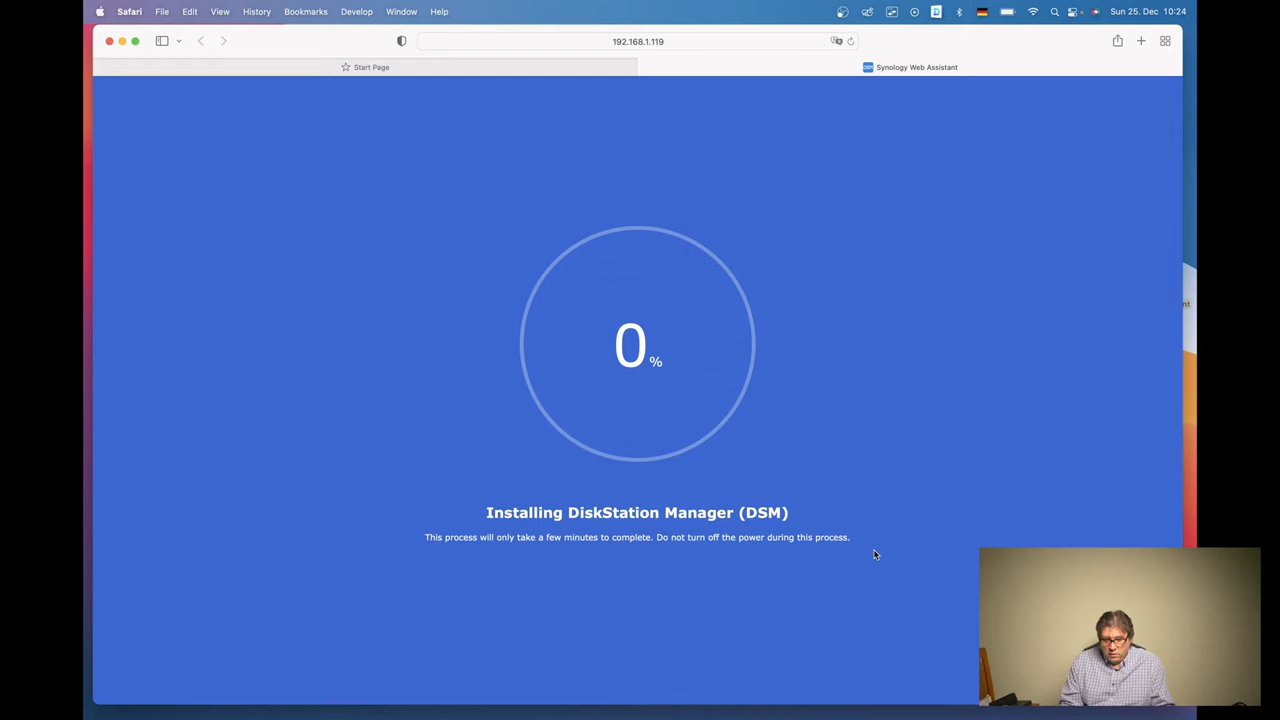 Safari File Edit View History Bookmarks Develop Window Help Sun 25. Dec 10:24
192.168.1.119
Start Page
Synology Web Assistant
0 %
Installing DiskStation Manager (DSM)
This process will only take a few minutes to complete. Do not turn off the power during this process.